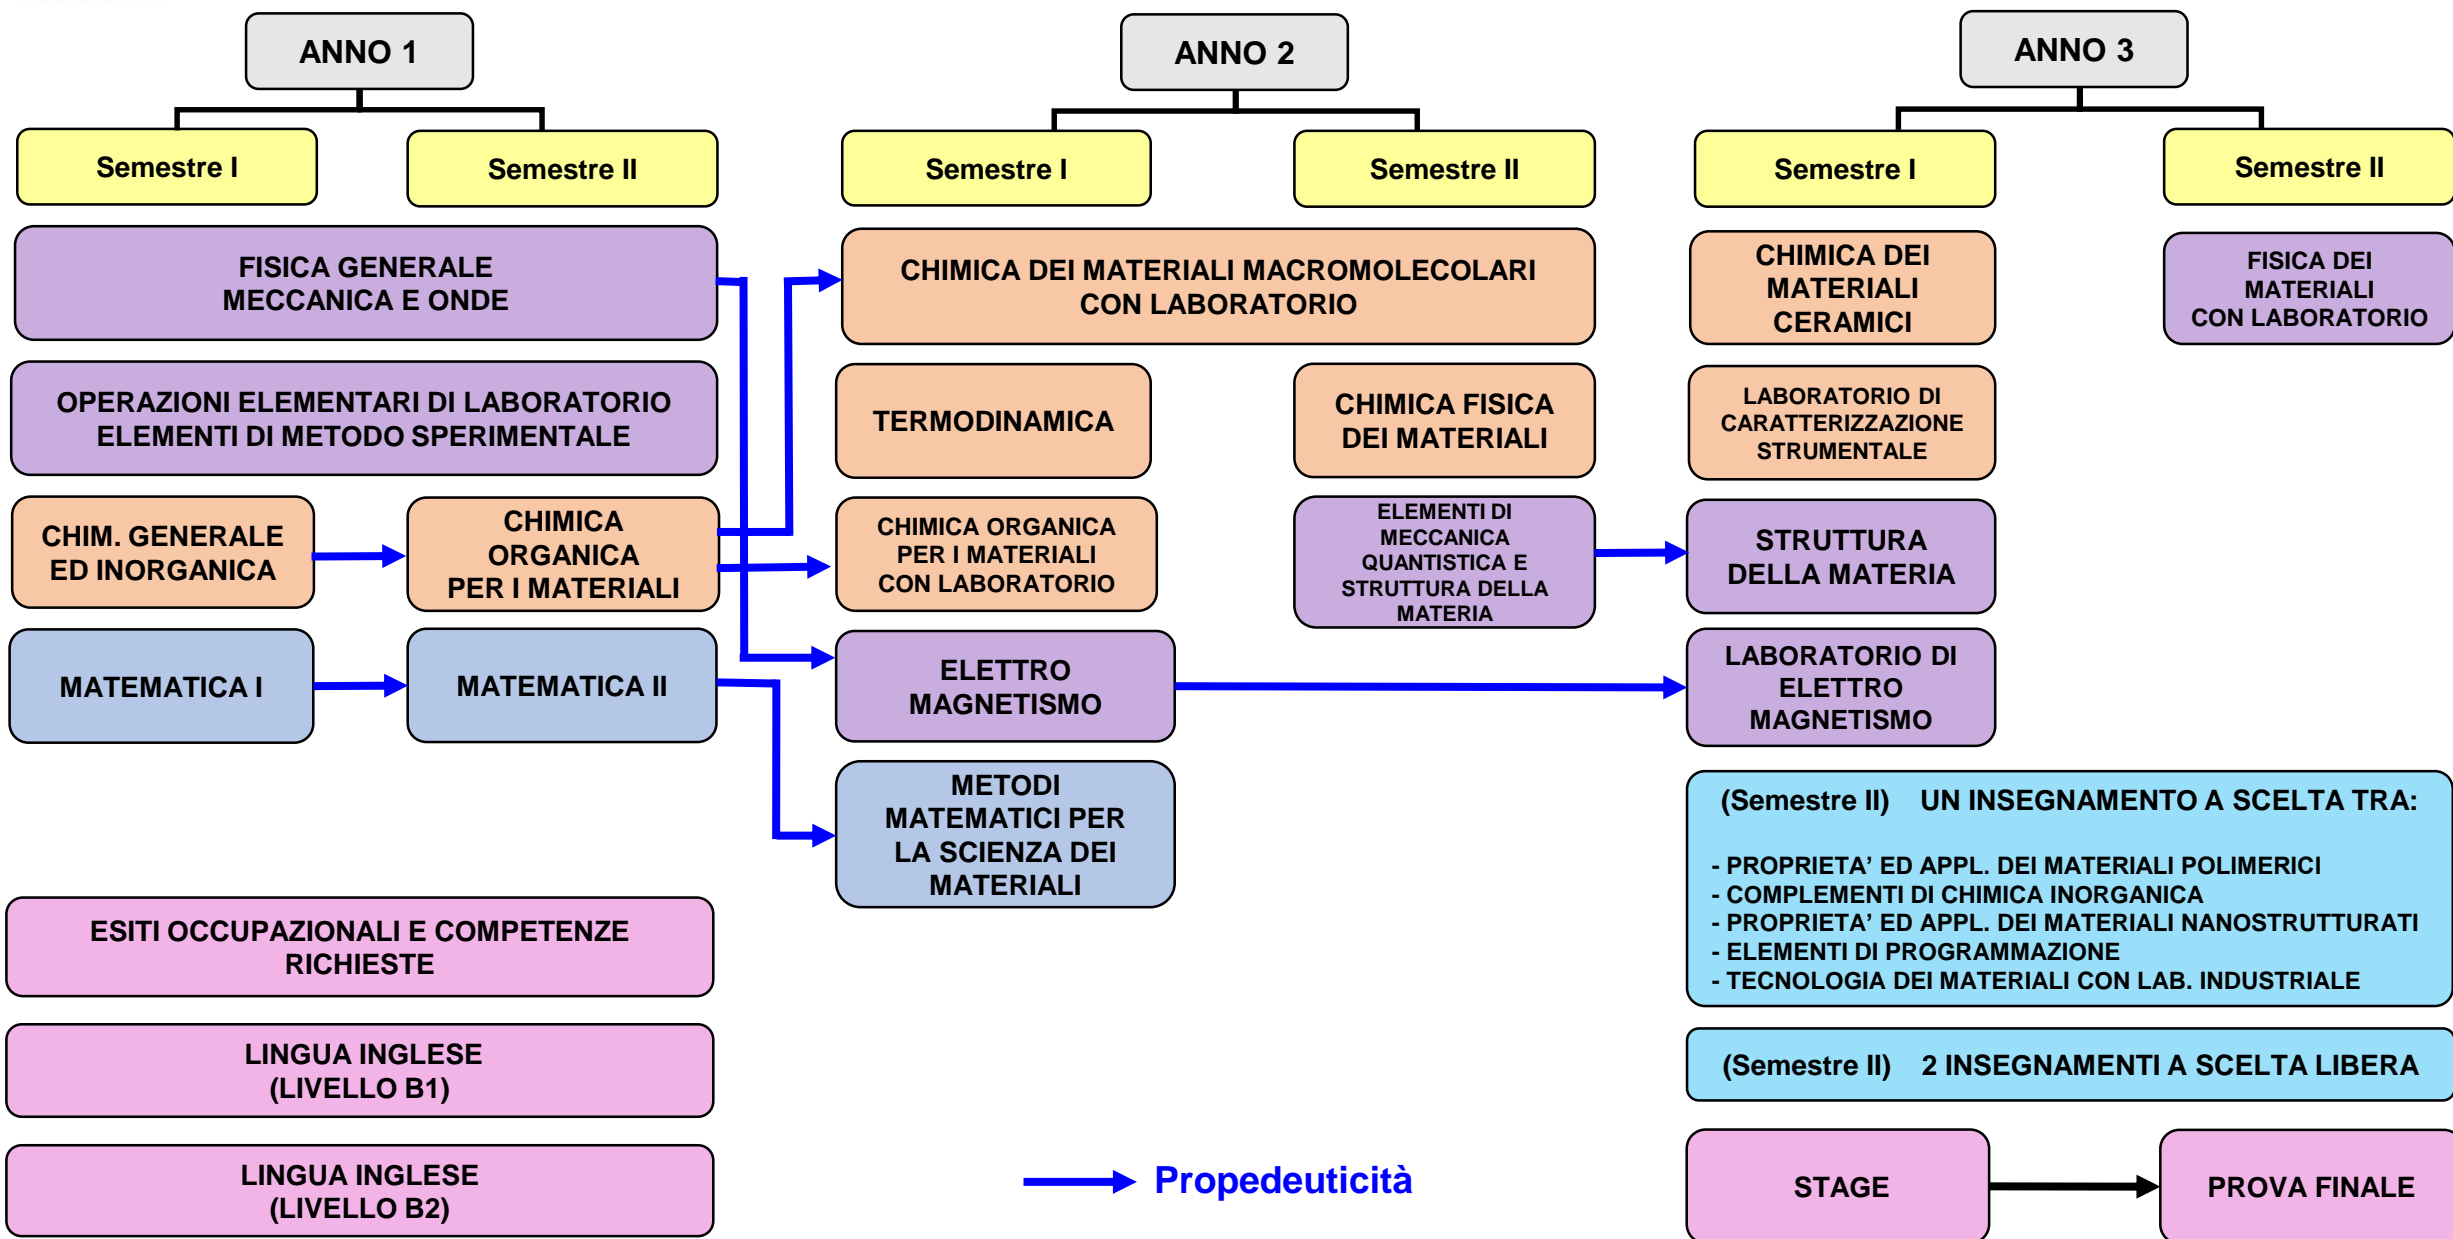 ANNO 1
ANNO 2
ANNO 3
Semestre I
Semestre II
Semestre I
Semestre II
Semestre I
Semestre II
FISICA GENERALE
MECCANICA E ONDE
CHIMICA DEI MATERIALI MACROMOLECOLARI
CON LABORATORIO
CHIMICA DEI
MATERIALI
CERAMICI
FISICA DEI
MATERIALI
CON LABORATORIO
OPERAZIONI ELEMENTARI DI LABORATORIO
ELEMENTI DI METODO SPERIMENTALE
TERMODINAMICA
CHIMICA FISICA
DEI MATERIALI
LABORATORIO DI
CARATTERIZZAZIONE
STRUMENTALE
CHIM. GENERALE
ED INORGANICA
CHIMICA
ORGANICA
PER I MATERIALI
CHIMICA ORGANICA
PER I MATERIALI
CON LABORATORIO
ELEMENTI DI
MECCANICA
QUANTISTICA E
STRUTTURA DELLA
MATERIA
STRUTTURA
DELLA MATERIA
MATEMATICA I
MATEMATICA II
ELETTRO
MAGNETISMO
LABORATORIO DI
ELETTRO
MAGNETISMO
METODI
MATEMATICI PER
LA SCIENZA DEI
MATERIALI
(Semestre II) UN INSEGNAMENTO A SCELTA TRA:
- PROPRIETA’ ED APPL. DEI MATERIALI POLIMERICI
- COMPLEMENTI DI CHIMICA INORGANICA
- PROPRIETA’ ED APPL. DEI MATERIALI NANOSTRUTTURATI
- ELEMENTI DI PROGRAMMAZIONE
- TECNOLOGIA DEI MATERIALI CON LAB. INDUSTRIALE
ESITI OCCUPAZIONALI E COMPETENZE
RICHIESTE
LINGUA INGLESE
(LIVELLO B1)
(Semestre II) 2 INSEGNAMENTI A SCELTA LIBERA
LINGUA INGLESE
(LIVELLO B2)
Propedeuticità
STAGE
PROVA FINALE